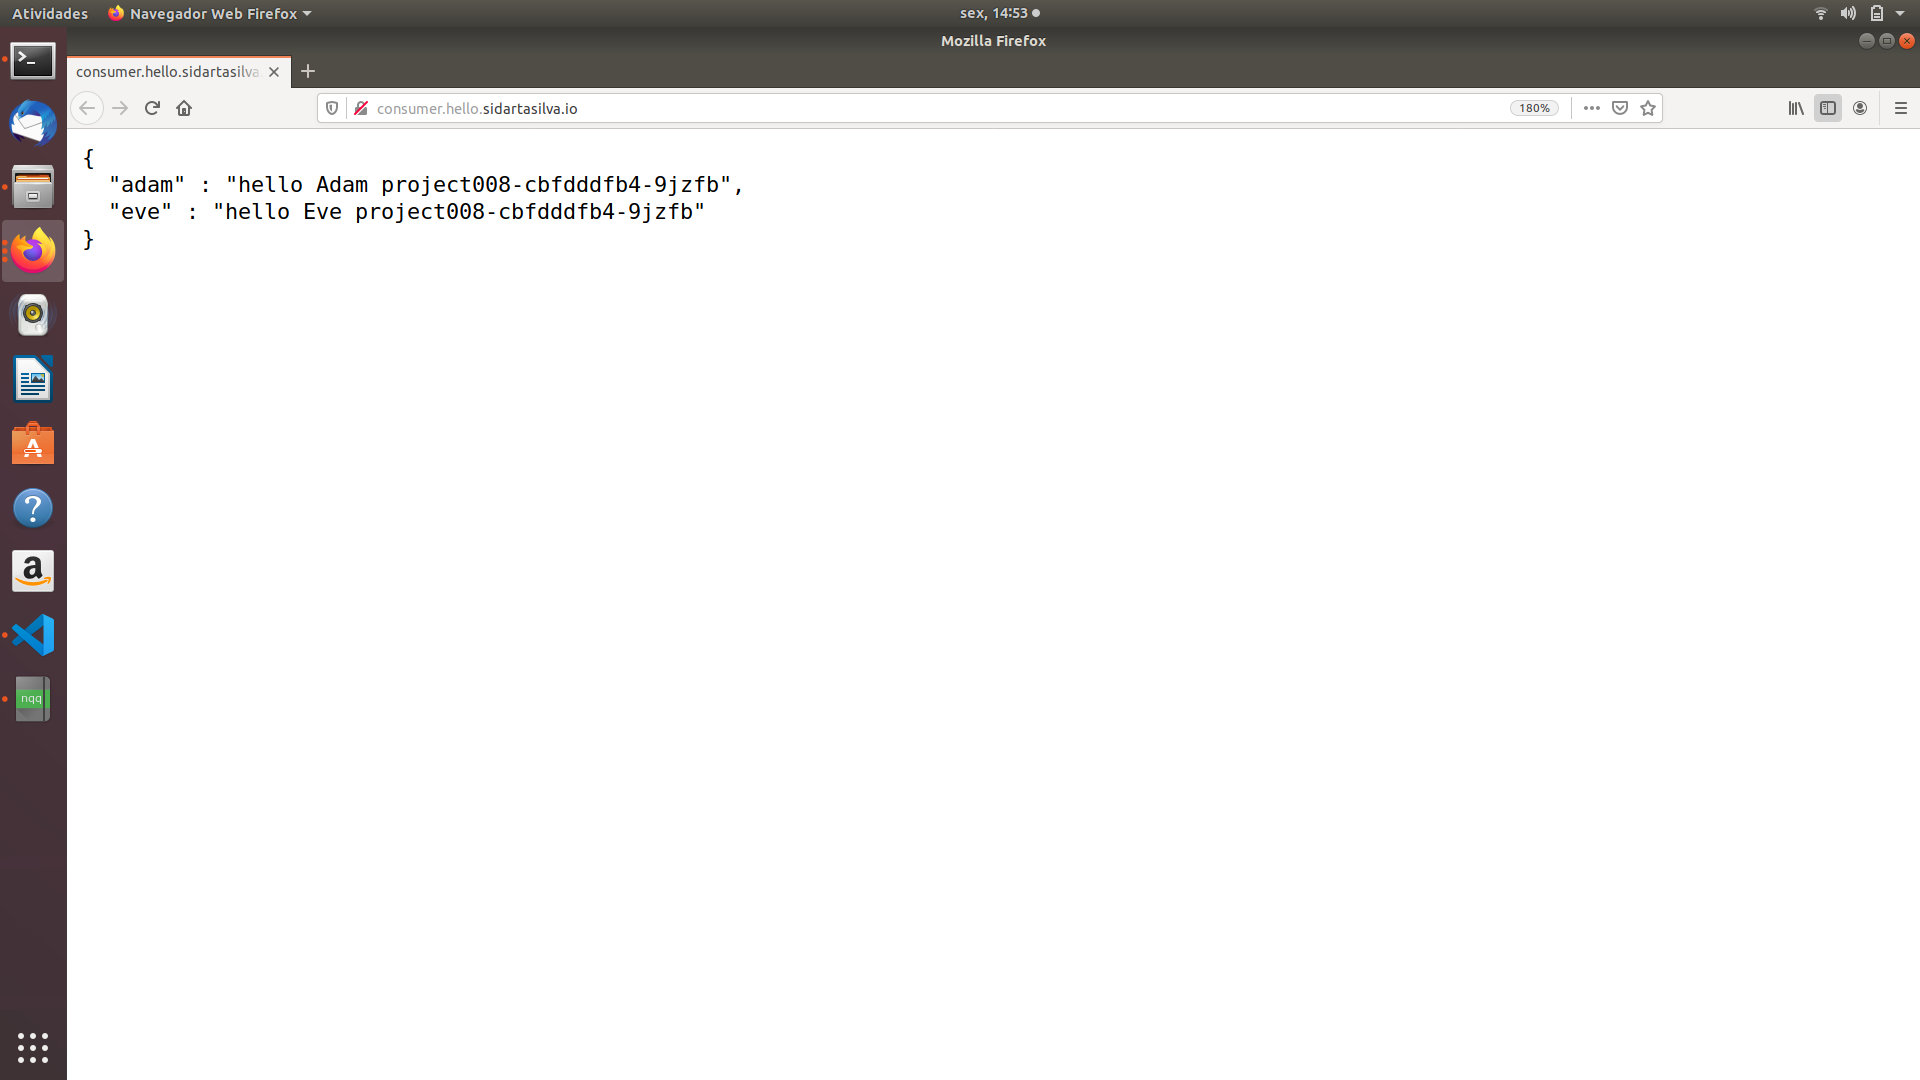 Atividades
Navegador Web Firefox
sex, 14:53
Mozilla Firefox
consumer.hello.sidartasilva
consumer.hello.sidartasilva.io
180%
{
"adam" : "hello Adam project008-cbfdddfb4-9jzfb",
"eve" : "hello Eve project008-cbfdddfb4-9jzfb"
}
>_
A
?
a
nqq